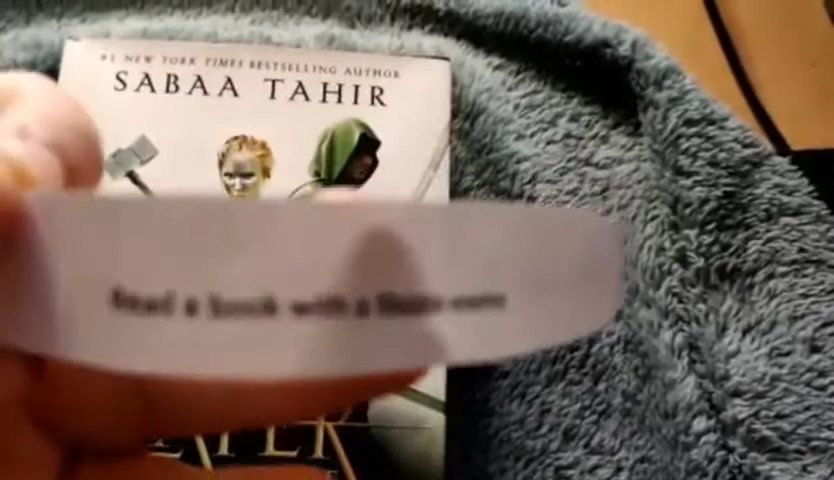 #1 NEW YORK TIMES BESTSELLING AUTHOR
SABAA TAHIR
Read a book with a